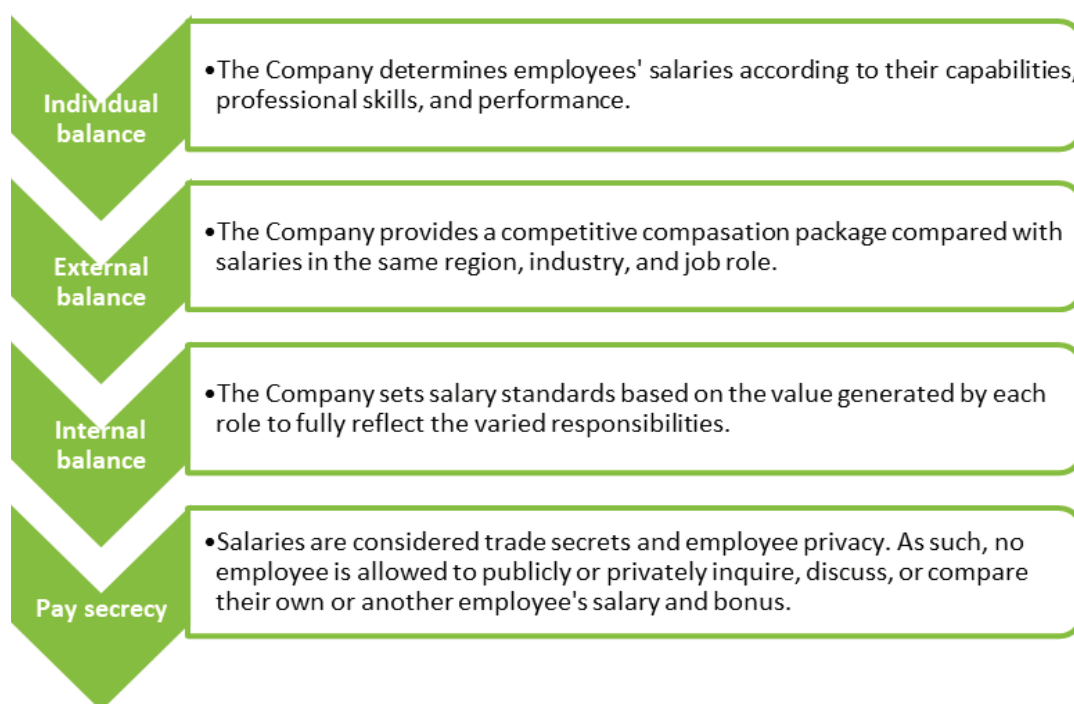 Individual
balance
•The Company determines employees' salaries according to their capabilities,
professional skills, and performance.
External
balance
•The Company provides a competitive compasation package compared with
salaries in the same region, industry, and job role.
Internal
balance
•The Company sets salary standards based on the value generated by each
role to fully reflect the varied responsibilities.
Pay secrecy
•Salaries are considered trade secrets and employee privacy. As such, no
employee is allowed to publicly or privately inquire, discuss, or compare
their own or another employee's salary and bonus.